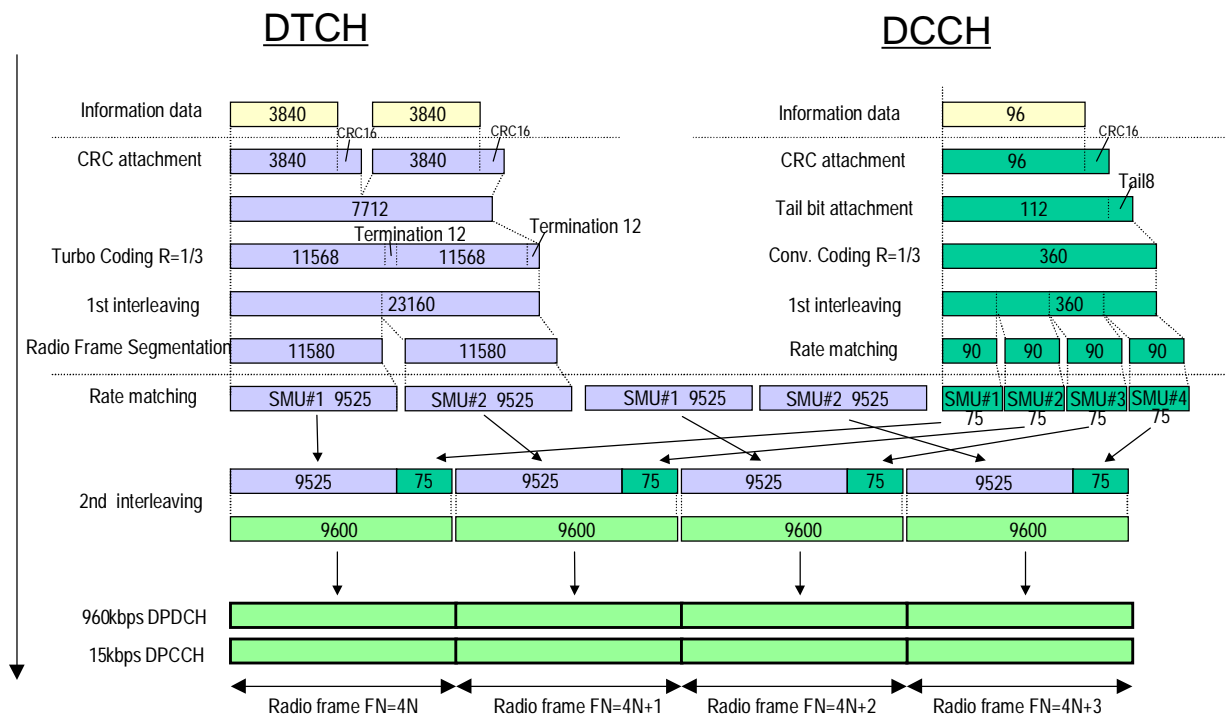 DTCH
DCCH
Information data 3840 3840
Information data 96
CRC16 CRC16
CRC16
CRC attachment 3840 3840
CRC attachment 96
Tail8
7712
Tail bit attachment 112
Termination 12 Termination 12
Turbo Coding R=1/3 11568 11568
Conv. Coding R=1/3 360
1st interleaving 23160
1st interleaving 360
Radio Frame Segmentation 11580 11580
Rate matching 90 90 90 90
Rate matching SMU#1 9525 SMU#2 9525 SMU#1 9525 SMU#2 9525 SMU#1 SMU#2 SMU#3 SMU#4
75 75 75 75
9525 75 9525 75 9525 75 9525 75
2nd interleaving
9600 9600 9600 9600
960kbps DPDCH
15kbps DPCCH
Radio frame FN=4N Radio frame FN=4N+1 Radio frame FN=4N+2 Radio frame FN=4N+3